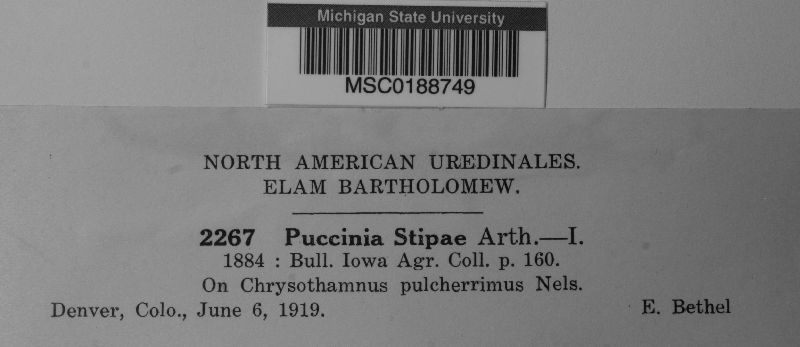 Michigan State University
MSC0188749
NORTH AMERICAN UREDINALES.
ELAM BARTHOLOMEW.
2267 Puccinia Stipae Arth.—I.
1884 : Bull. Iowa Agr. Coll. p. 160.
On Chrysothamnus pulcherrimus Nels.
Denver, Colo., June 6, 1919. E. Bethel